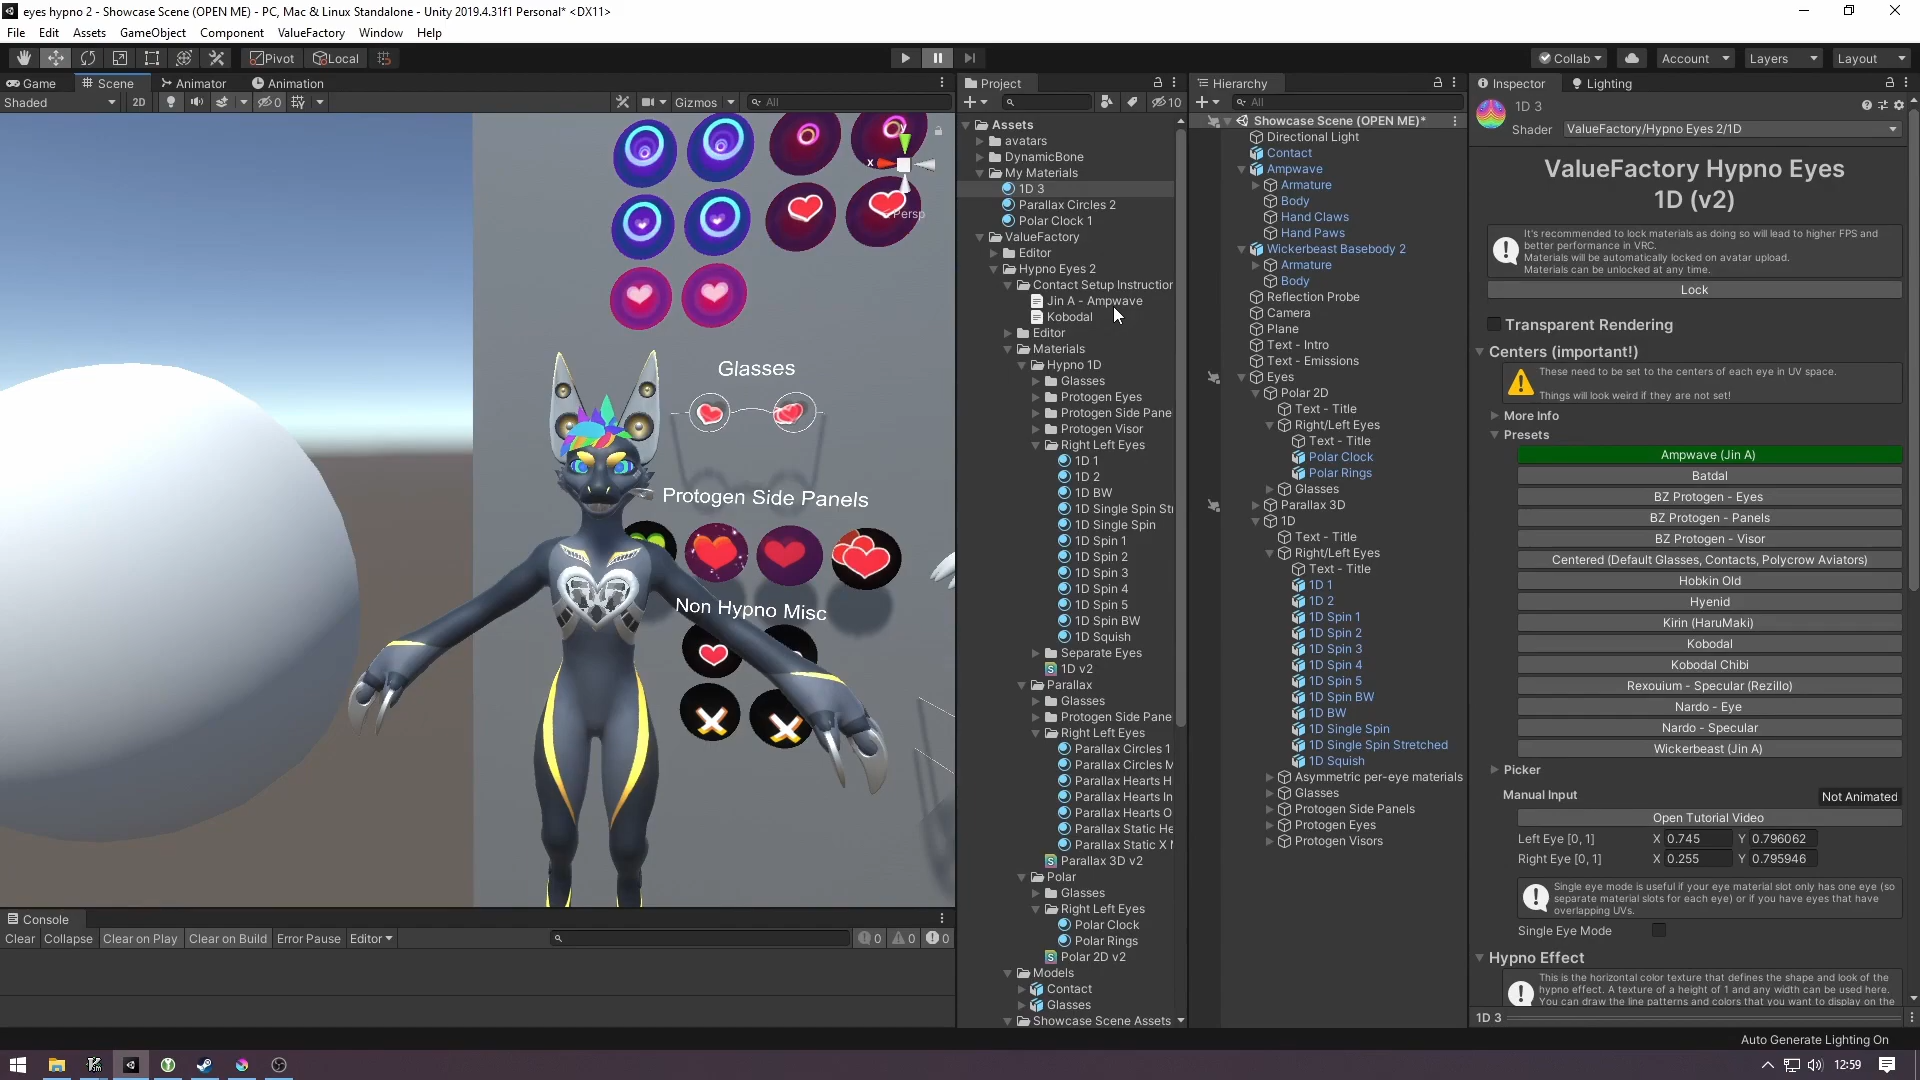 eyes hypno 2 - Showcase Scene (OPEN ME) - PC, Mac & Linux Standalone - Unity 2019.4.31f1 Personal* <DX11>
File Edit Assets GameObject Component ValueFactory Window Help
Pivot Local
Collab Account Layers Layout
Game Scene Animator Animation
Shaded 2D 0 Gizmos All
y
x
Persp
Glasses
Protogen Side Panels
Non Hypno Misc
Console
Clear Collapse Clear on Play Clear on Build Error Pause Editor 0 0 0
Project
10
Assets
avatars
DynamicBone
My Materials
1D 3
Parallax Circles 2
Polar Clock 1
ValueFactory
Editor
Hypno Eyes 2
Contact Setup Instruction
Jin A - Ampwave
Kobodal
Editor
Materials
Hypno 1D
Glasses
Protogen Eyes
Protogen Side Pane
Protogen Visor
Right Left Eyes
1D 1
1D 2
1D BW
1D Single Spin Str
1D Single Spin
1D Spin 1
1D Spin 2
1D Spin 3
1D Spin 4
1D Spin 5
1D Spin BW
1D Squish
Separate Eyes
1D v2
Parallax
Glasses
Protogen Side Pane
Right Left Eyes
Parallax Circles 1
Parallax Circles M
Parallax Hearts H
Parallax Hearts In
Parallax Hearts O
Parallax Static He
Parallax Static X M
Parallax 3D v2
Polar
Glasses
Right Left Eyes
Polar Clock
Polar Rings
Polar 2D v2
Models
Contact
Glasses
Showcase Scene Assets
Hierarchy
All
Showcase Scene (OPEN ME)*
Directional Light
Contact
Ampwave
Armature
Body
Hand Claws
Hand Paws
Wickerbeast Basebody 2
Armature
Body
Reflection Probe
Camera
Plane
Text - Intro
Text - Emissions
Eyes
Polar 2D
Text - Title
Right/Left Eyes
Text - Title
Polar Clock
Polar Rings
Glasses
Parallax 3D
1D
Text - Title
Right/Left Eyes
Text - Title
1D 1
1D 2
1D Spin 1
1D Spin 2
1D Spin 3
1D Spin 4
1D Spin 5
1D Spin BW
1D BW
1D Single Spin
1D Single Spin Stretched
1D Squish
Asymmetric per-eye materials
Glasses
Protogen Side Panels
Protogen Eyes
Protogen Visors
Inspector Lighting
1D 3
Shader ValueFactory/Hypno Eyes 2/1D
ValueFactory Hypno Eyes
1D (v2)
It's recommended to lock materials as doing so will lead to higher FPS and
better performance in VRC.
Materials will be automatically locked on avatar upload.
Materials can be unlocked at any time.
Lock
Transparent Rendering
Centers (important!)
These need to be set to the centers of each eye in UV space.
Things will look weird if they are not set!
More Info
Presets
Ampwave (Jin A)
Batdal
BZ Protogen - Eyes
BZ Protogen - Panels
BZ Protogen - Visor
Centered (Default Glasses, Contacts, Polycrow Aviators)
Hobkin Old
Hyenid
Kirin (HaruMaki)
Kobodal
Kobodal Chibi
Rexouium - Specular (Rezillo)
Nardo - Eye
Nardo - Specular
Wickerbeast (Jin A)
Picker
Manual Input Not Animated
Open Tutorial Video
Left Eye [0, 1] X 0.745 Y 0.796062
Right Eye [0, 1] X 0.255 Y 0.795946
Single eye mode is useful if your eye material slot only has one eye (so
separate material slots for each eye) or if you have eyes that have
overlapping UVs.
Single Eye Mode
Hypno Effect
This is the horizontal color texture that defines the shape and look of the
hypno effect. A texture of a height of 1 and any width can be used here.
You can draw the line patterns and colors that you want to display on the
1D 3
Auto Generate Lighting On
12:59